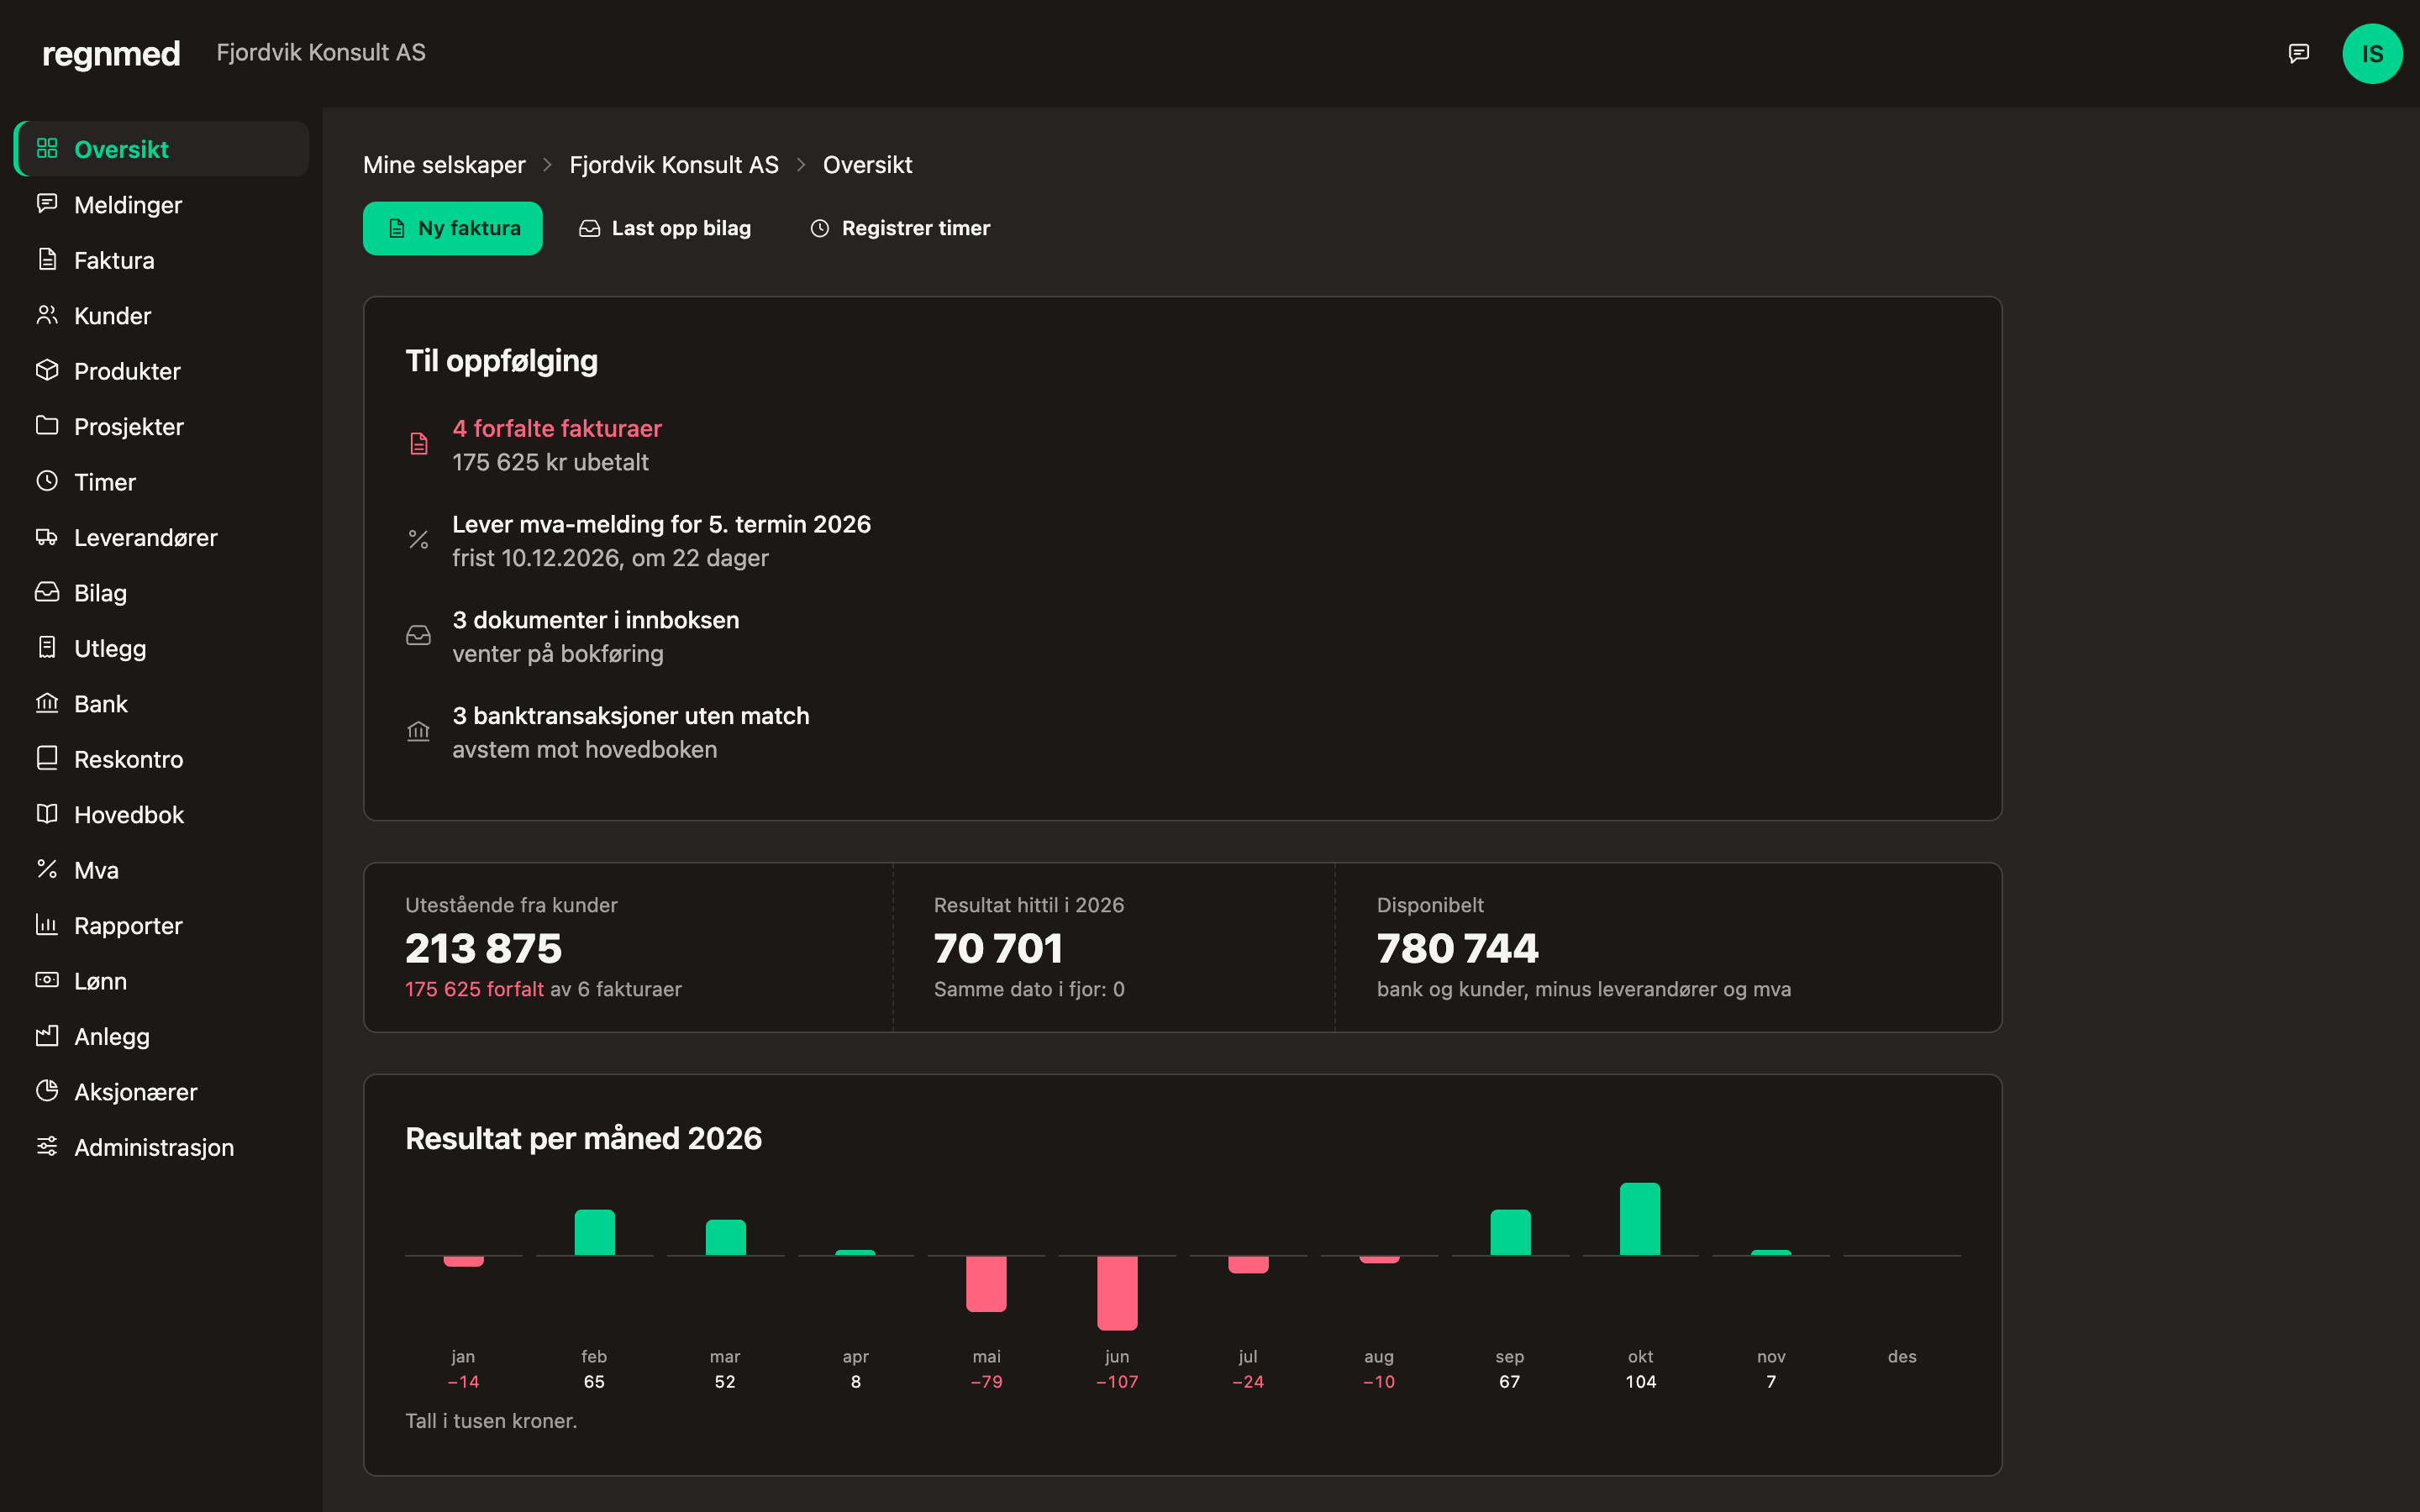 regnmed
Fjordvik Konsult AS
IS
Oversikt
Meldinger
Faktura
Kunder
Produkter
Prosjekter
Timer
Leverandører
Bilag
Utlegg
Bank
Reskontro
Hovedbok
Mva
Rapporter
Lønn
Anlegg
Aksjonærer
Administrasjon
Mine selskaper > Fjordvik Konsult AS > Oversikt
Ny faktura Last opp bilag Registrer timer
Til oppfølging
4 forfalte fakturaer
175 625 kr ubetalt
Lever mva-melding for 5. termin 2026
frist 10.12.2026, om 22 dager
3 dokumenter i innboksen
venter på bokføring
3 banktransaksjoner uten match
avstem mot hovedboken
Utestående fra kunder
213 875
175 625 forfalt av 6 fakturaer
Resultat hittil i 2026
70 701
Samme dato i fjor: 0
Disponibelt
780 744
bank og kunder, minus leverandører og mva
Resultat per måned 2026
jan feb mar apr mai jun jul aug sep okt nov des
−14 65 52 8 −79 −107 −24 −10 67 104 7
Tall i tusen kroner.